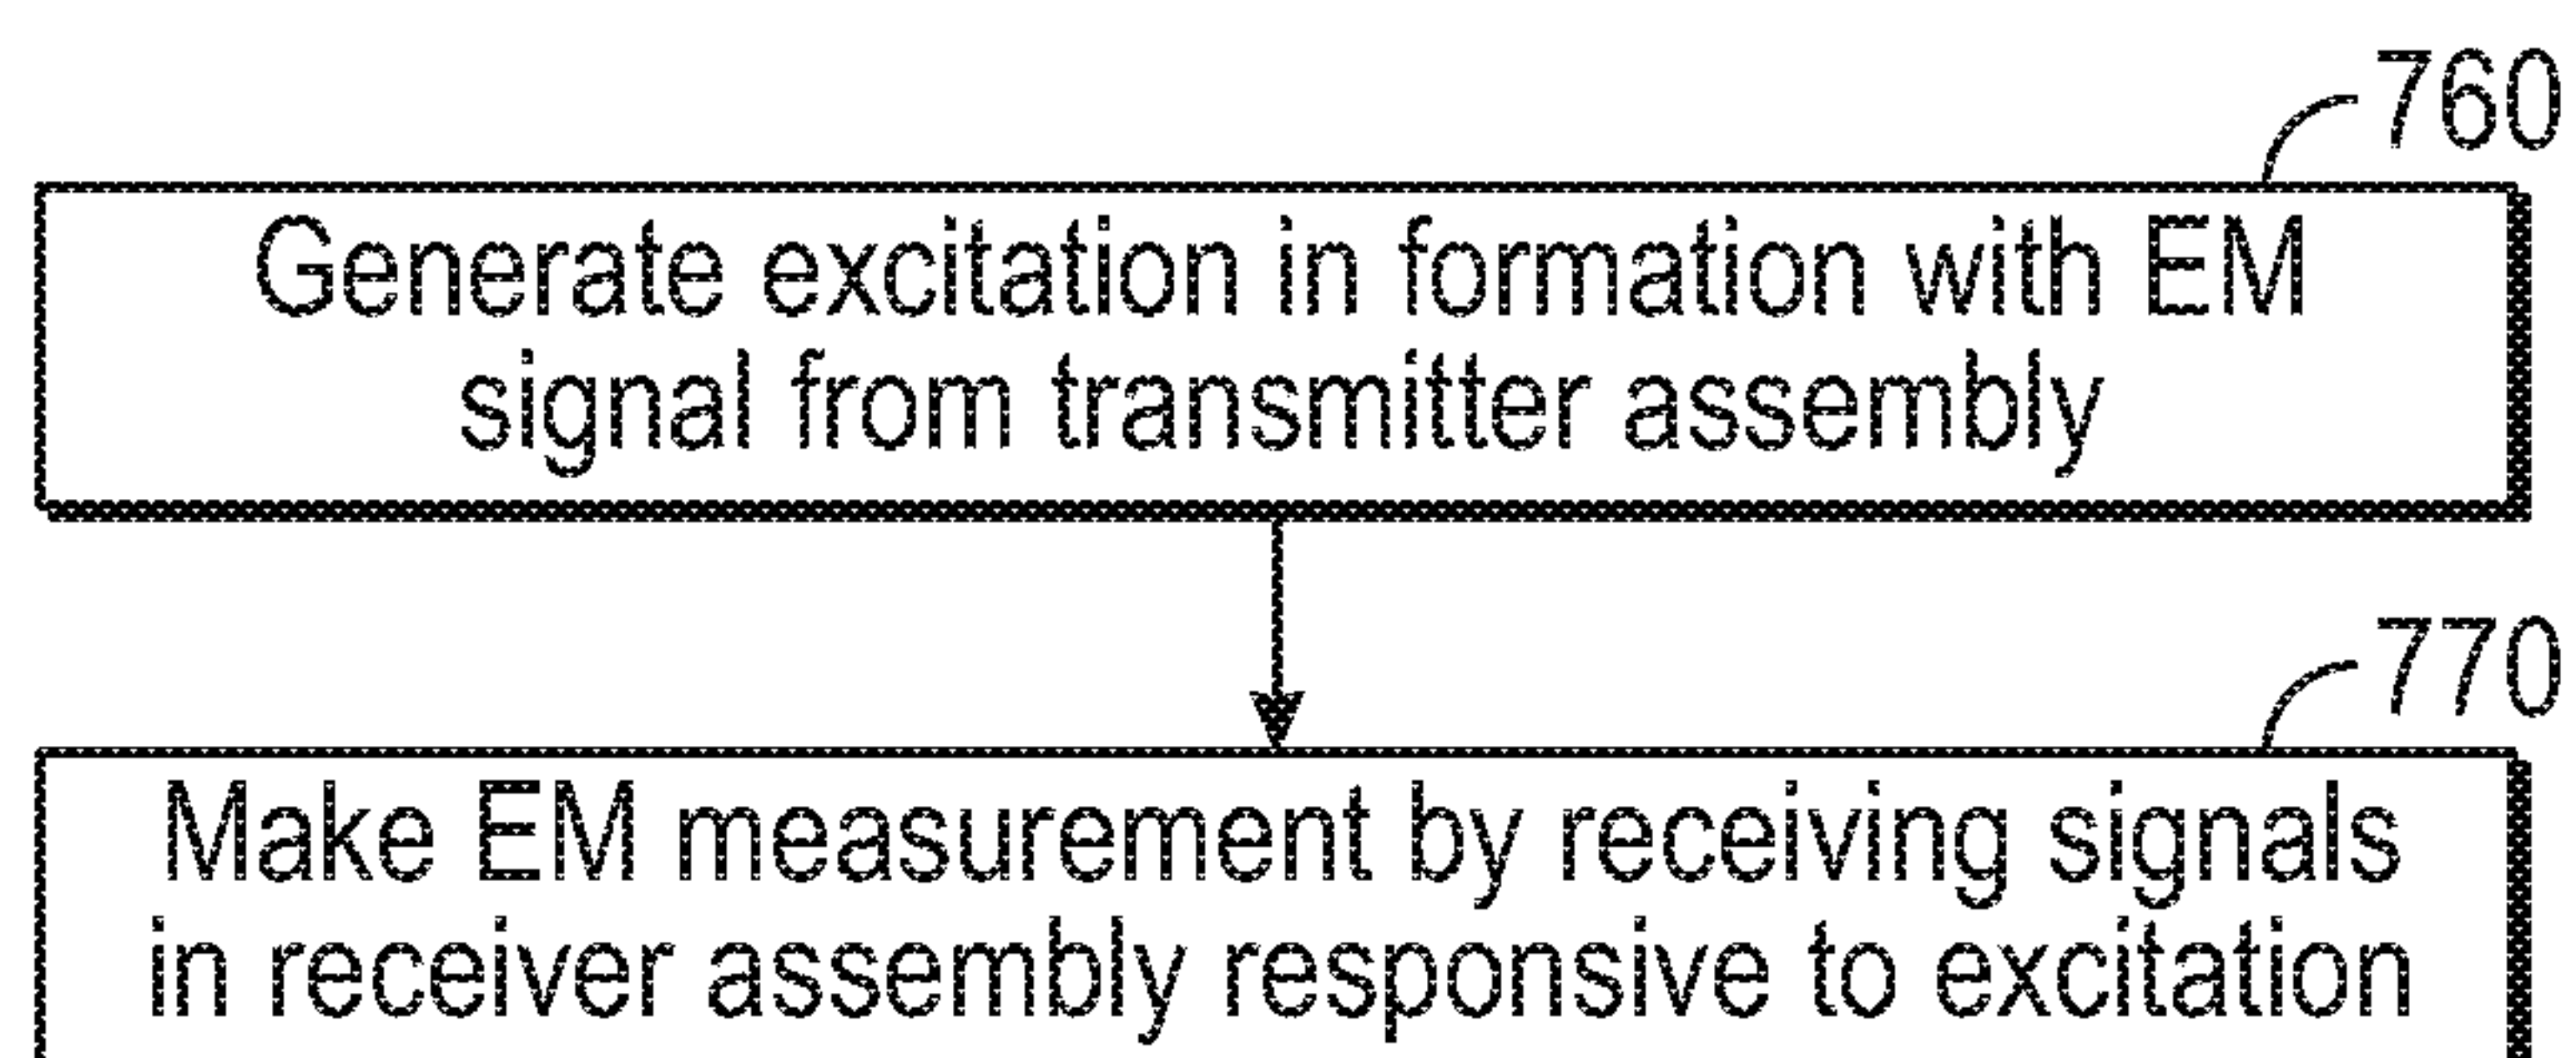 760
Generate excitation in formation with EM
signal from transmitter assembly
770
Make EM measurement by receiving signals
in receiver assembly responsive to excitation